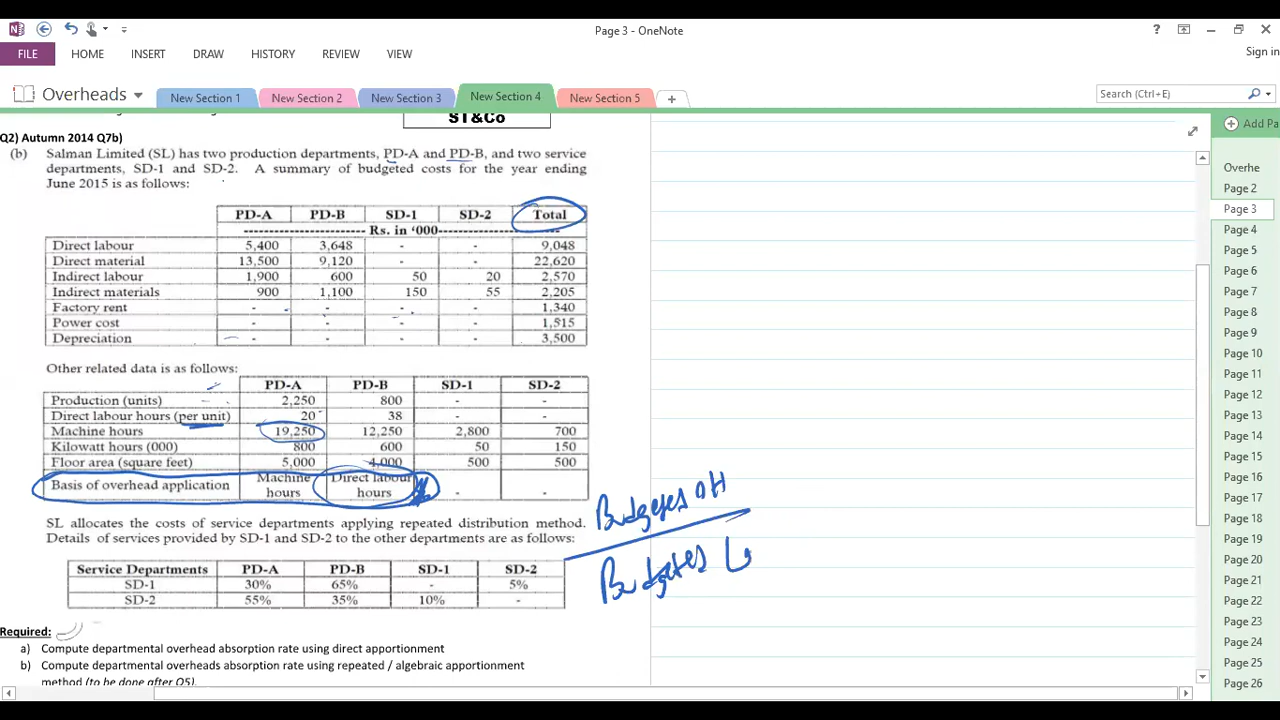 Page 3 - OneNote
Sign in
FILE HOME INSERT DRAW HISTORY REVIEW VIEW
Overheads New Section 1 New Section 2 New Section 3 New Section 4 New Section 5
Search (Ctrl+E)
Add Pa
ST&Co
Q2) Autumn 2014 Q7b)
(b) Salman Limited (SL) has two production departments, PD-A and PD-B, and two service
departments, SD-1 and SD-2. A summary of budgeted costs for the year ending
June 2015 is as follows:
PD-A PD-B SD-1 SD-2 Total
Rs. in '000
Direct labour 5,400 3,648 - - 9,048
Direct material 13,500 9,120 - - 22,620
Indirect labour 1,900 600 50 20 2,570
Indirect materials 900 1,100 150 55 2,205
Factory rent - - - - 1,340
Power cost - - - - 1,515
Depreciation - - - - 3,500
Other related data is as follows:
PD-A PD-B SD-1 SD-2
Production (units) 2,250 800 - -
Direct labour hours (per unit) 20 38 - -
Machine hours 19,250 12,250 2,800 700
Kilowatt hours (000) 800 600 50 150
Floor area (square feet) 5,000 4,000 500 500
Basis of overhead application Machine hours Direct labour hours - -
Budgetes OH
Budgetes L
SL allocates the costs of service departments applying repeated distribution method.
Details of services provided by SD-1 and SD-2 to the other departments are as follows:
Service Departments PD-A PD-B SD-1 SD-2
SD-1 30% 65% - 5%
SD-2 55% 35% 10% -
Required:
a) Compute departmental overhead absorption rate using direct apportionment
b) Compute departmental overheads absorption rate using repeated / algebraic apportionment
method (to be done after Q5).
Overhe
Page 2
Page 3
Page 4
Page 5
Page 6
Page 7
Page 8
Page 9
Page 10
Page 11
Page 12
Page 13
Page 14
Page 15
Page 16
Page 17
Page 18
Page 19
Page 20
Page 21
Page 22
Page 23
Page 24
Page 25
Page 26